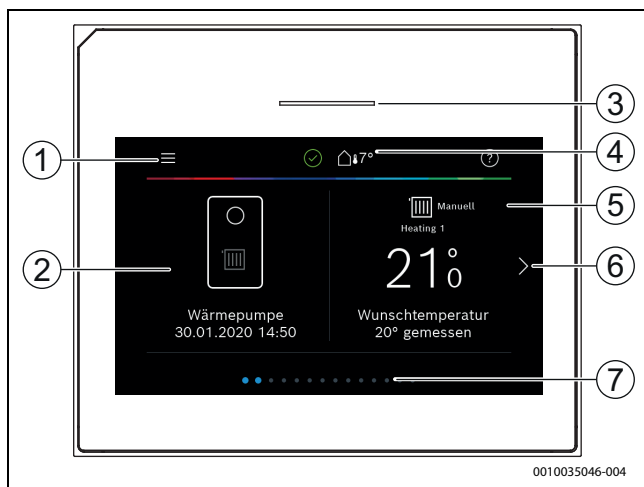 7°
?
Manuell
Heating 1
21°0
Wärmepumpe
30.01.2020 14:50
Wunschtemperatur
20° gemessen
1
2
3
4
5
6
7
0010035046-004